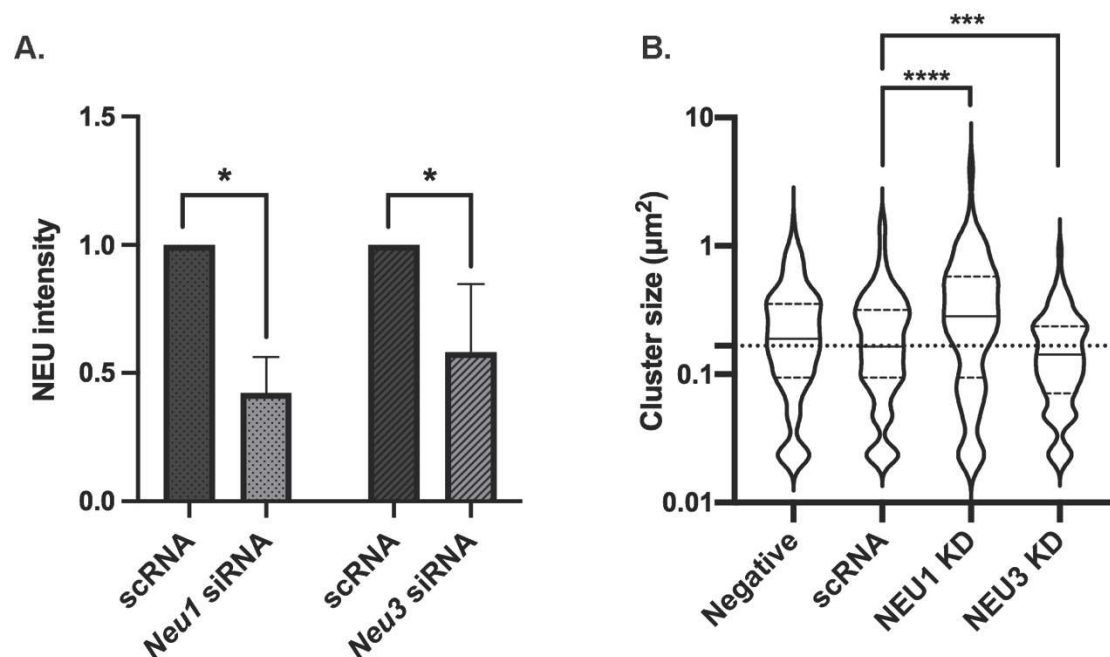 A.
NEU intensity
1.5
1.0
0.5
0.0
*
*
scRNA
Neu1 siRNA
scRNA
Neu3 siRNA
B.
Cluster size (µm²)
10
1
0.1
0.01
***
****
Negative
scRNA
NEU1 KD
NEU3 KD